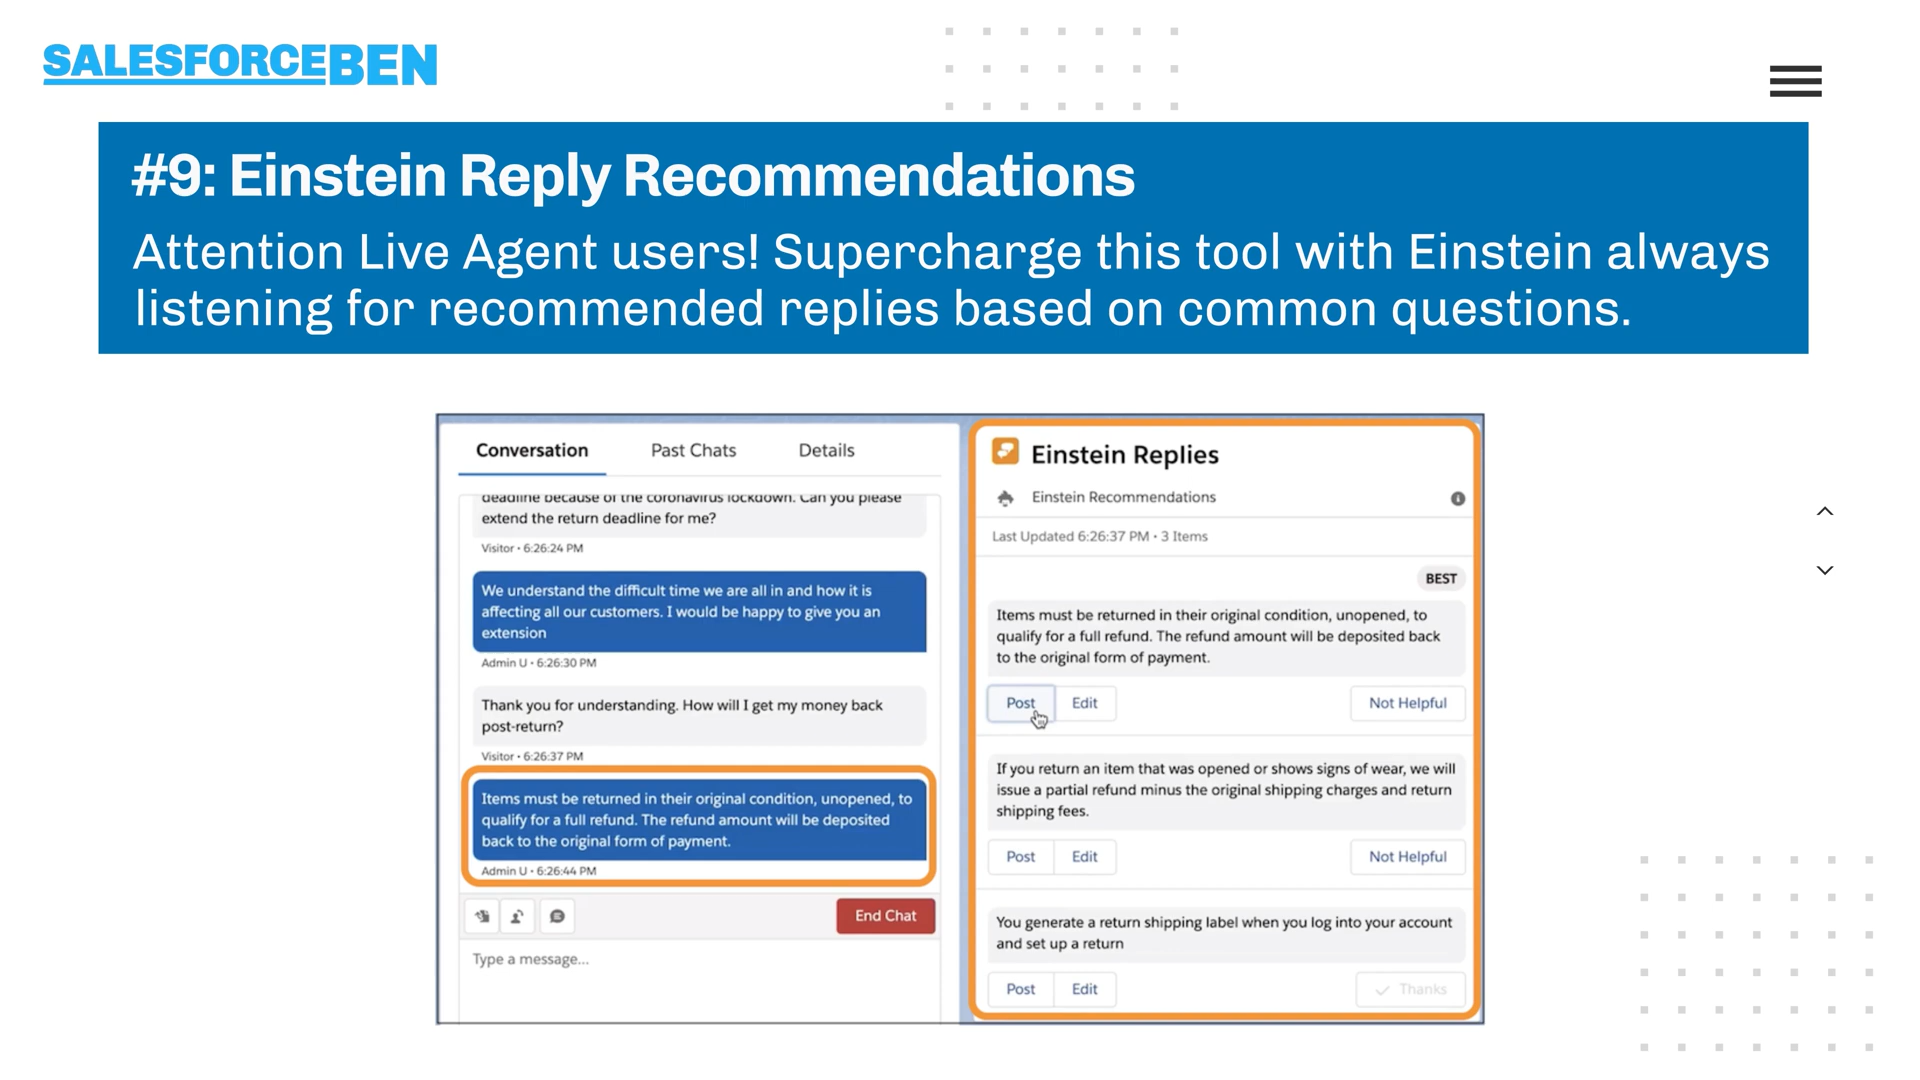 SALESFORCEBEN
#9: Einstein Reply Recommendations
Attention Live Agent users! Supercharge this tool with Einstein always
listening for recommended replies based on common questions.
Conversation
Past Chats
Details
deadline because of the coronavirus lockdown. Can you please
extend the return deadline for me?
Visitor • 6:26:24 PM
We understand the difficult time we are all in and how it is
affecting all our customers. I would be happy to give you an
extension
Admin U • 6:26:30 PM
Thank you for understanding. How will I get my money back
post-return?
Visitor • 6:26:37 PM
Items must be returned in their original condition, unopened, to
qualify for a full refund. The refund amount will be deposited
back to the original form of payment.
Admin U • 6:26:44 PM
End Chat
Type a message...
Einstein Replies
Einstein Recommendations
Last Updated 6:26:37 PM • 3 Items
BEST
Items must be returned in their original condition, unopened, to
qualify for a full refund. The refund amount will be deposited back
to the original form of payment.
Post
Edit
Not Helpful
If you return an item that was opened or shows signs of wear, we will
issue a partial refund minus the original shipping charges and return
shipping fees.
Post
Edit
Not Helpful
You generate a return shipping label when you log into your account
and set up a return
Post
Edit
Thanks